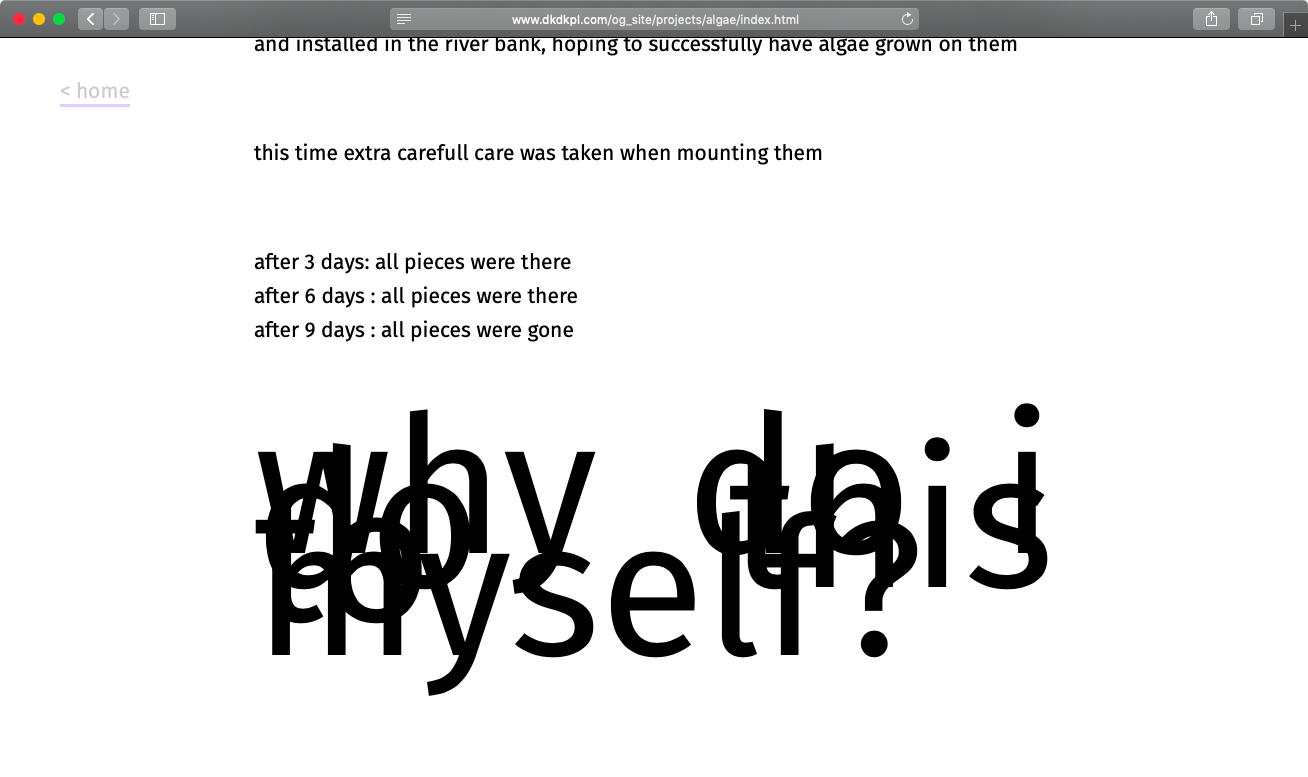 www.dkdkpl.com/og_site/projects/algae/index.html
and installed in the river bank, hoping to successfully have algae grown on them
< home
this time extra carefull care was taken when mounting them
after 3 days: all pieces were there
after 6 days : all pieces were there
after 9 days : all pieces were gone
why do i
do this
to
myself?